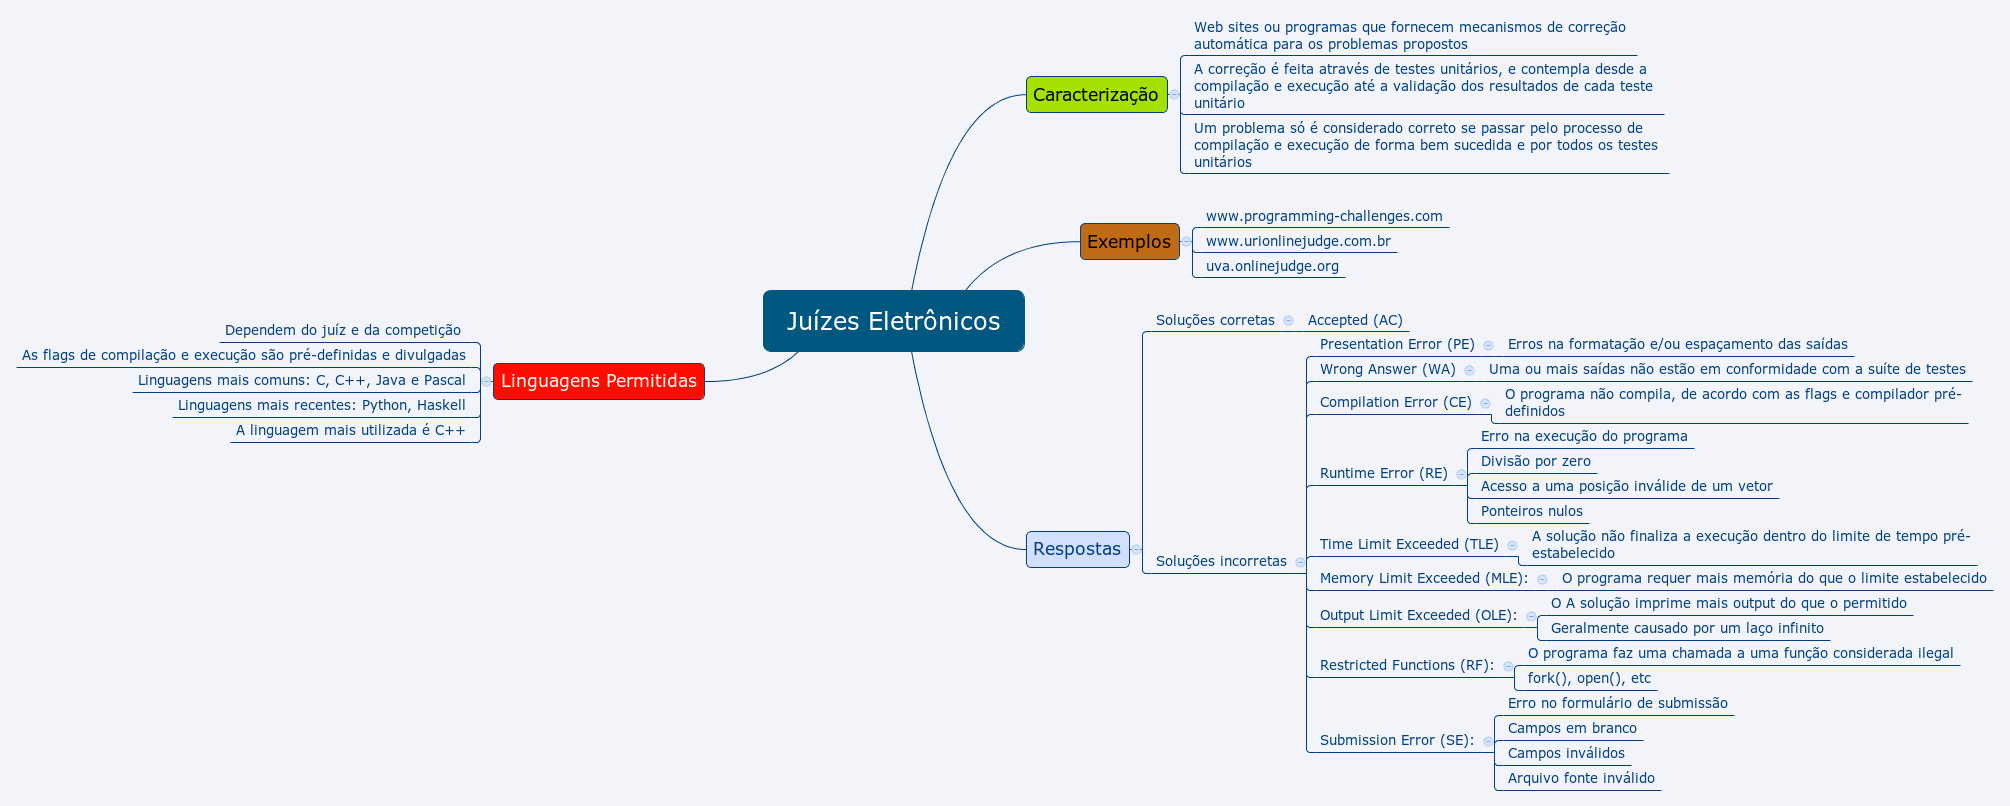 Juízes Eletrônicos
Caracterização
Web sites ou programas que fornecem mecanismos de correção
automática para os problemas propostos
A correção é feita através de testes unitários, e contempla desde a
compilação e execução até a validação dos resultados de cada teste
unitário
Um problema só é considerado correto se passar pelo processo de
compilação e execução de forma bem sucedida e por todos os testes
unitários
Exemplos
www.programming-challenges.com
www.urionlinejudge.com.br
uva.onlinejudge.org
Respostas
Soluções corretas
Accepted (AC)
Soluções incorretas
Presentation Error (PE)
Erros na formatação e/ou espaçamento das saídas
Wrong Answer (WA)
Uma ou mais saídas não estão em conformidade com a suíte de testes
Compilation Error (CE)
O programa não compila, de acordo com as flags e compilador pré-
definidos
Runtime Error (RE)
Erro na execução do programa
Divisão por zero
Acesso a uma posição inválide de um vetor
Ponteiros nulos
Time Limit Exceeded (TLE)
A solução não finaliza a execução dentro do limite de tempo pré-
estabelecido
Memory Limit Exceeded (MLE):
O programa requer mais memória do que o limite estabelecido
Output Limit Exceeded (OLE):
O A solução imprime mais output do que o permitido
Geralmente causado por um laço infinito
Restricted Functions (RF):
O programa faz uma chamada a uma função considerada ilegal
fork(), open(), etc
Submission Error (SE):
Erro no formulário de submissão
Campos em branco
Campos inválidos
Arquivo fonte inválido
Linguagens Permitidas
Dependem do juíz e da competição
As flags de compilação e execução são pré-definidas e divulgadas
Linguagens mais comuns: C, C++, Java e Pascal
Linguagens mais recentes: Python, Haskell
A linguagem mais utilizada é C++